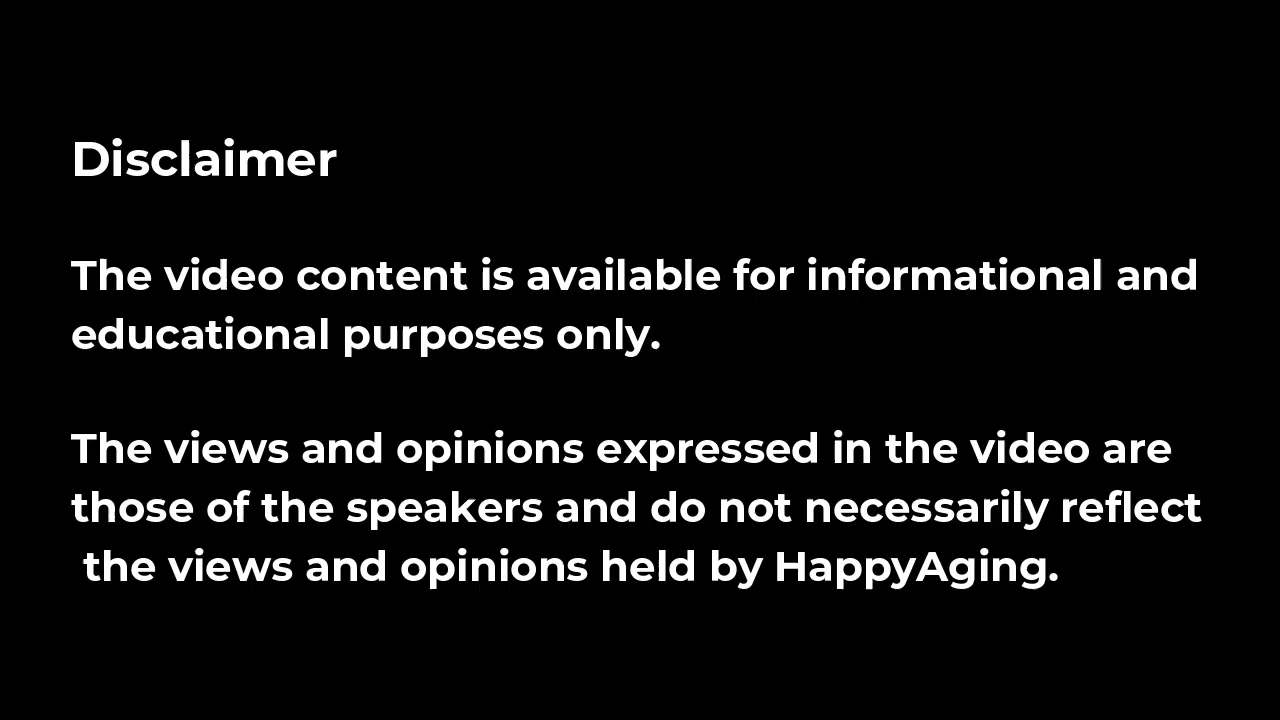 Disclaimer
The video content is available for informational and
educational purposes only.
The views and opinions expressed in the video are
those of the speakers and do not necessarily reflect
the views and opinions held by HappyAging.